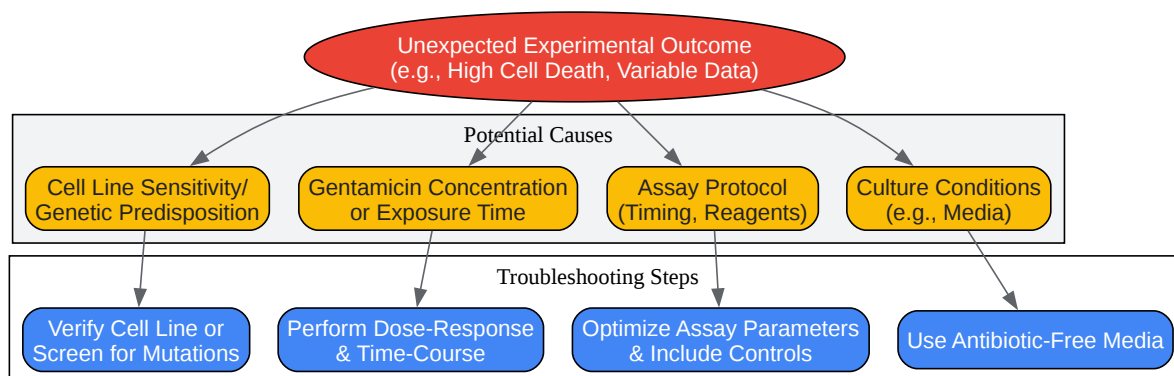 Unexpected Experimental Outcome
(e.g., High Cell Death, Variable Data)
Potential Causes
Cell Line Sensitivity/
Genetic Predisposition
Gentamicin Concentration
or Exposure Time
Assay Protocol
(Timing, Reagents)
Culture Conditions
(e.g., Media)
Troubleshooting Steps
Verify Cell Line or
Screen for Mutations
Perform Dose-Response
& Time-Course
Optimize Assay Parameters
& Include Controls
Use Antibiotic-Free Media